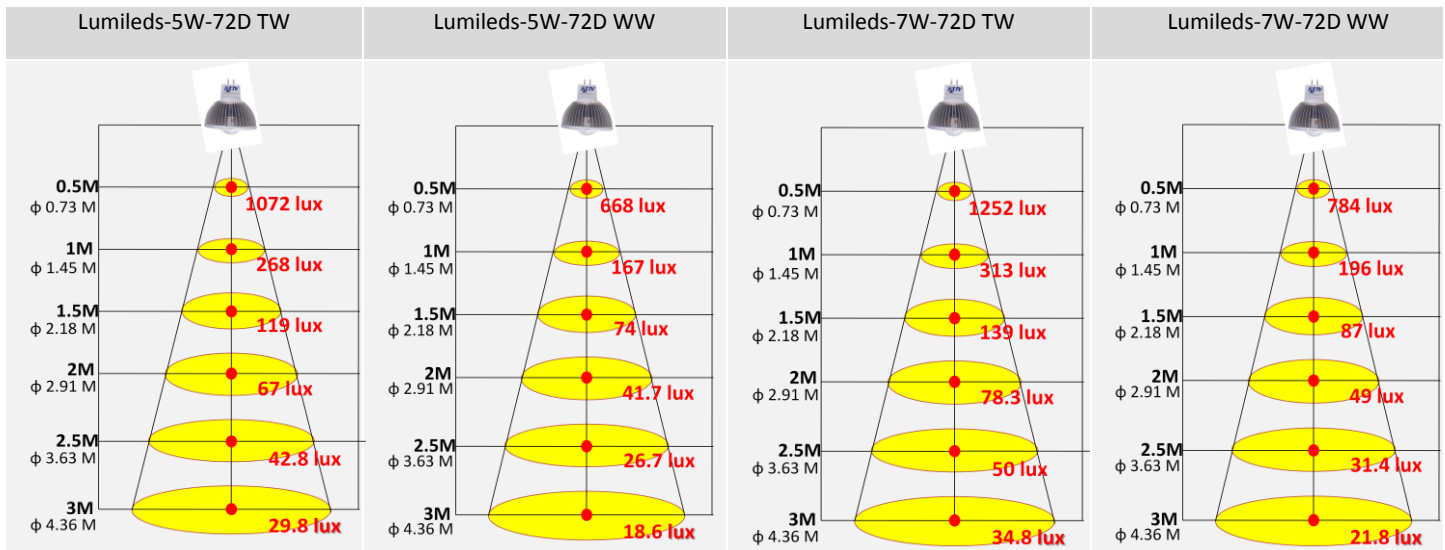 Lumileds-5W-72D TW
Lumileds-5W-72D WW
Lumileds-7W-72D TW
Lumileds-7W-72D WW
0.5M
ϕ 0.73 M
1072 lux
1M
ϕ 1.45 M
268 lux
1.5M
ϕ 2.18 M
119 lux
2M
ϕ 2.91 M
67 lux
2.5M
ϕ 3.63 M
42.8 lux
3M
ϕ 4.36 M
29.8 lux
0.5M
ϕ 0.73 M
668 lux
1M
ϕ 1.45 M
167 lux
1.5M
ϕ 2.18 M
74 lux
2M
ϕ 2.91 M
41.7 lux
2.5M
ϕ 3.63 M
26.7 lux
3M
ϕ 4.36 M
18.6 lux
0.5M
ϕ 0.73 M
1252 lux
1M
ϕ 1.45 M
313 lux
1.5M
ϕ 2.18 M
139 lux
2M
ϕ 2.91 M
78.3 lux
2.5M
ϕ 3.63 M
50 lux
3M
ϕ 4.36 M
34.8 lux
0.5M
ϕ 0.73 M
784 lux
1M
ϕ 1.45 M
196 lux
1.5M
ϕ 2.18 M
87 lux
2M
ϕ 2.91 M
49 lux
2.5M
ϕ 3.63 M
31.4 lux
3M
ϕ 4.36 M
21.8 lux